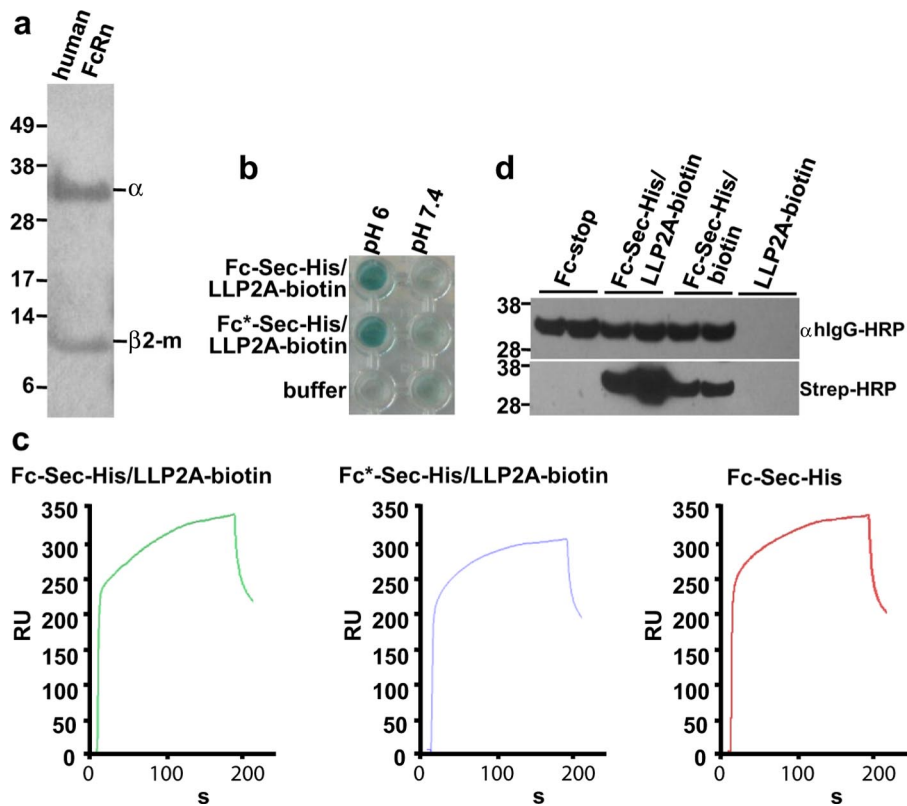 a
human
FcRn
49
38
28
17
14
6
α
β2-m
b
pH 6
pH 7.4
Fc-Sec-His/
LLP2A-biotin
Fc*-Sec-His/
LLP2A-biotin
buffer
d
Fc-stop
Fc-Sec-His/
LLP2A-biotin
Fc-Sec-His/
biotin
LLP2A-biotin
38
28
αhIgG-HRP
38
28
Strep-HRP
c
Fc-Sec-His/LLP2A-biotin
350
300
250
200
150
100
50
0
RU
0 100 200
s
Fc*-Sec-His/LLP2A-biotin
350
300
250
200
150
100
50
0
RU
0 100 200
s
Fc-Sec-His
350
300
250
200
150
100
50
0
RU
0 100 200
s